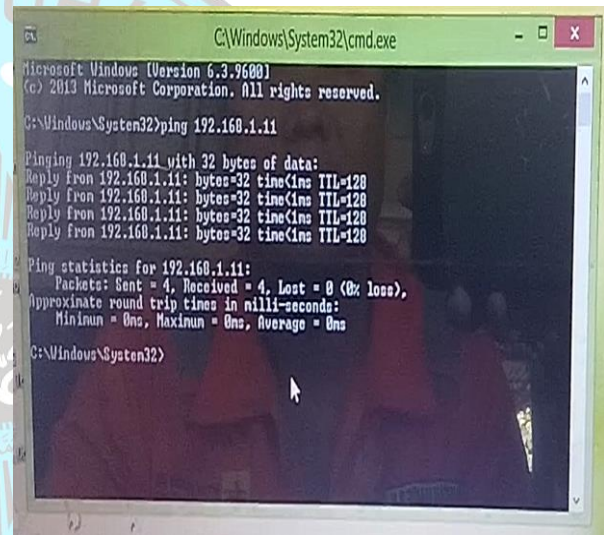 C:\Windows\System32\cmd.exe
Microsoft Windows [Version 6.3.9600]
(c) 2013 Microsoft Corporation. All rights reserved.
C:\Windows\System32>ping 192.168.1.11
Pinging 192.168.1.11 with 32 bytes of data:
Reply from 192.168.1.11: bytes=32 time<1ms TTL=128
Reply from 192.168.1.11: bytes=32 time<1ms TTL=128
Reply from 192.168.1.11: bytes=32 time<1ms TTL=128
Reply from 192.168.1.11: bytes=32 time<1ms TTL=128
Ping statistics for 192.168.1.11:
Packets: Sent = 4, Received = 4, Lost = 0 (0% loss),
Approximate round trip times in milli-seconds:
Minimum = 0ms, Maximum = 0ms, Average = 0ms
C:\Windows\System32>